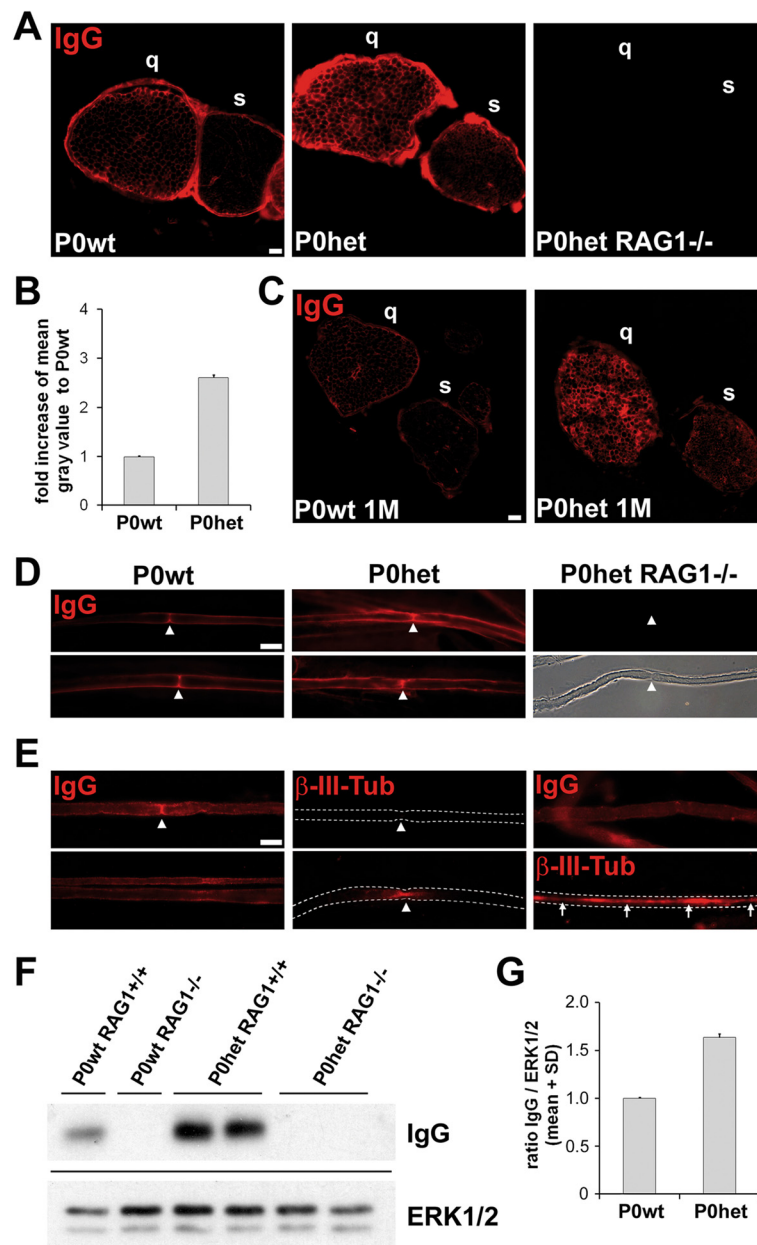 A
IgG
q
s
P0wt
q
s
P0het
q
s
P0het RAG1-/-
B
fold increase of mean
gray value to P0wt
4
3
2
1
0
P0wt
P0het
C
IgG
q
s
P0wt 1M
q
s
P0het 1M
D
P0wt
P0het
P0het RAG1-/-
IgG
E
IgG
β-III-Tub
IgG
β-III-Tub
F
P0wt RAG1+/+
P0wt RAG1-/-
P0het RAG1+/+
P0het RAG1-/-
IgG
ERK1/2
G
ratio IgG / ERK1/2
(mean + SD)
2.0
1.5
1.0
0.5
0
P0wt
P0het